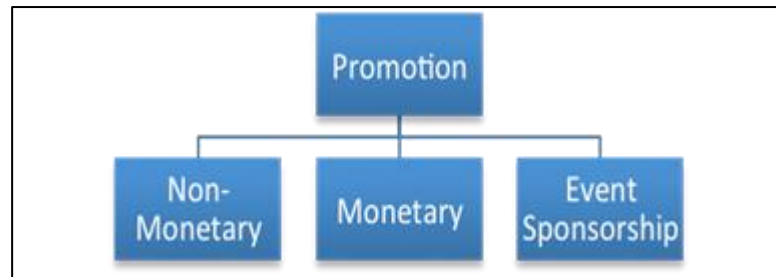 Promotion
Non-
Monetary
Monetary
Event
Sponsorship